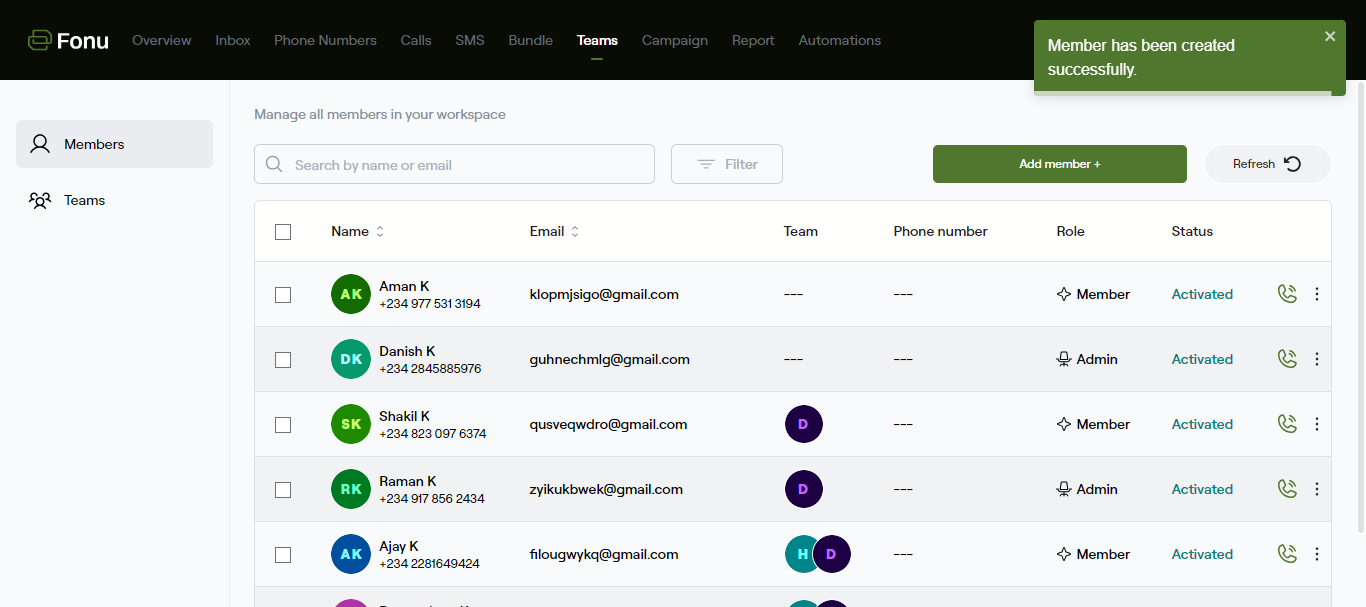 Fonu
Overview Inbox Phone Numbers Calls SMS Bundle Teams Campaign Report Automations
Member has been created
successfully.
Members
Teams
Manage all members in your workspace
Search by name or email
Filter
Add member +
Refresh
Name Email Team Phone number Role Status
AK Aman K
+234 977 531 3194
klopmjsigo@gmail.com --- --- Member Activated
DK Danish K
+234 2845885976
guhnechmlg@gmail.com --- --- Admin Activated
SK Shakil K
+234 823 097 6374
qusveqwdro@gmail.com D --- Member Activated
RK Raman K
+234 917 856 2434
zyikukbwek@gmail.com D --- Admin Activated
AK Ajay K
+234 2281649424
filougwykq@gmail.com H D --- Member Activated